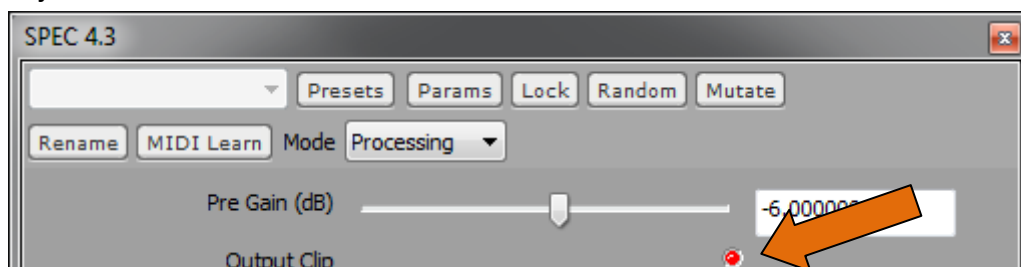 SPEC 4.3
Presets Params Lock Random Mutate
Rename MIDI Learn Mode Processing
Pre Gain (dB)
Output Clip